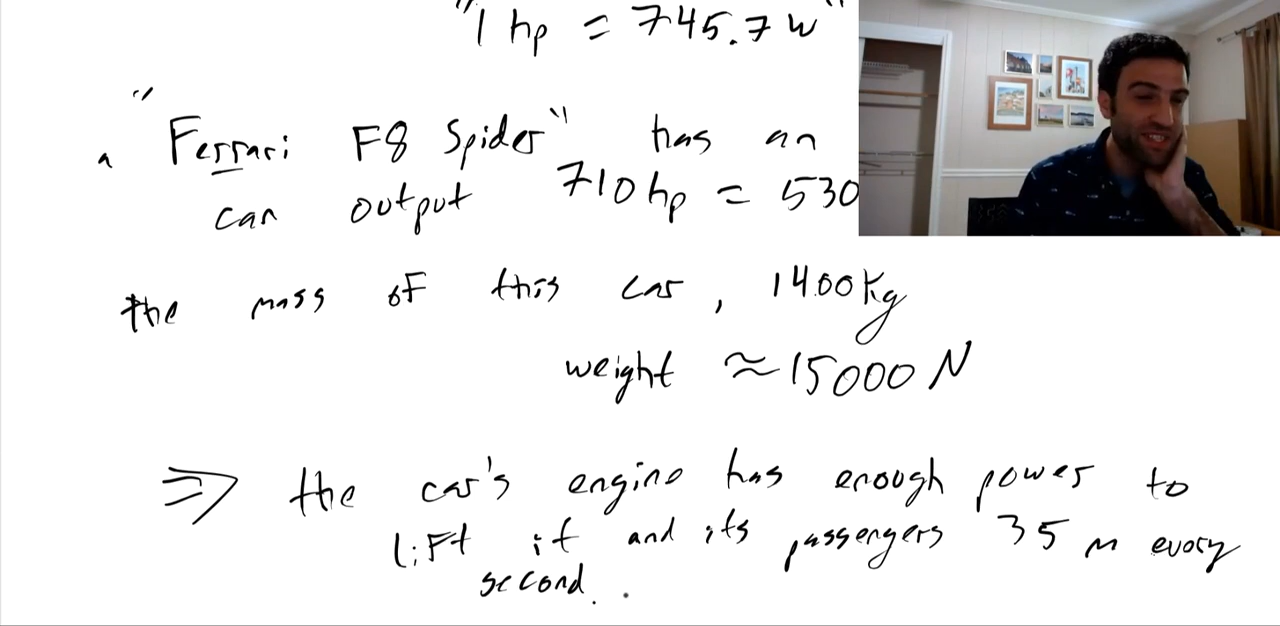 "1 hp = 745.7 W"
a "Ferrari F8 Spider" has an
can output 710 hp = 530
the mass of this car, 1400 kg
weight ≈ 15000 N
⇒ the car's engine has enough power to
lift it and its passengers 35 m every
second.